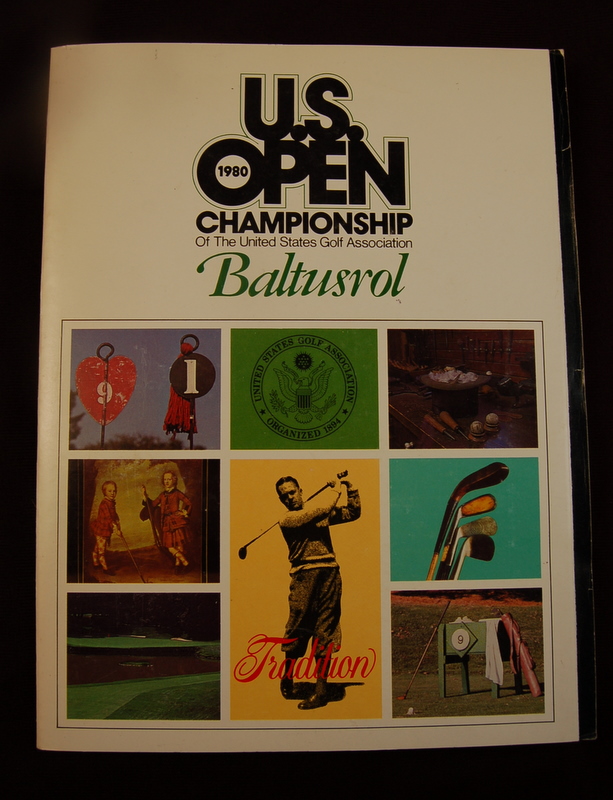 U.S.
OPEN
1980
CHAMPIONSHIP
Of The United States Golf Association
Baltusrol
9
1
UNITED STATES GOLF ASSOCIATION
ORGANIZED 1894
Tradition
9